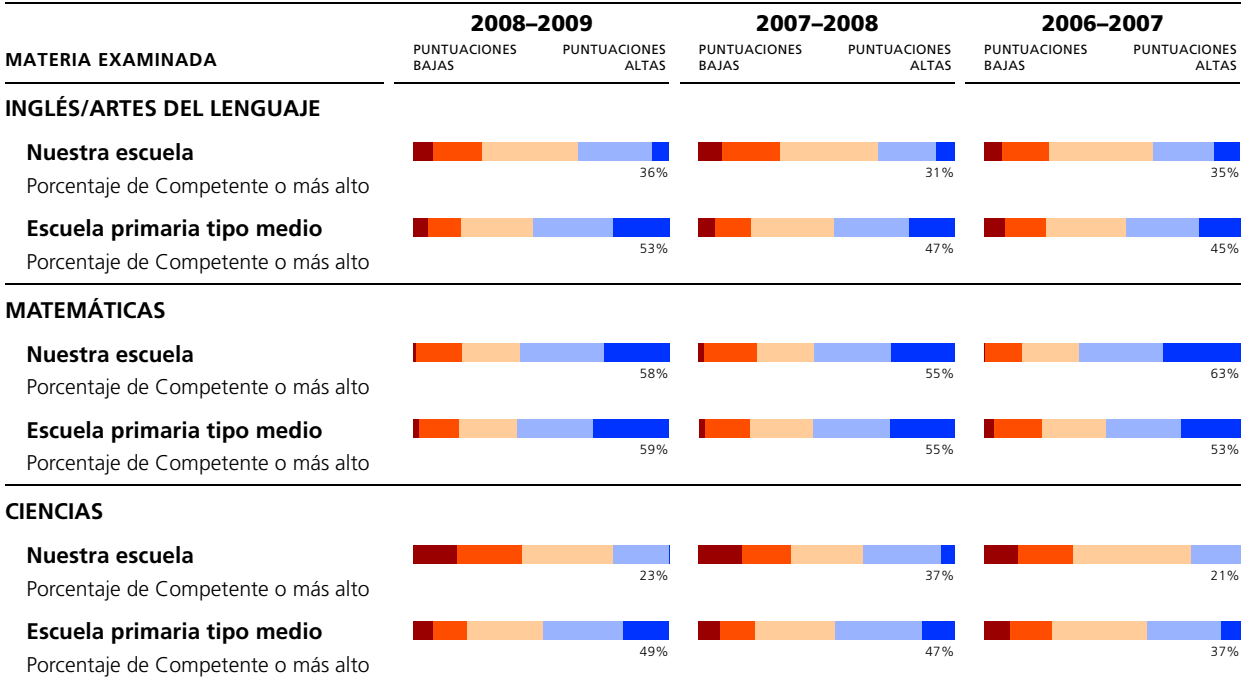 2008–2009 2007–2008 2006–2007
MATERIA EXAMINADA PUNTUACIONES BAJAS PUNTUACIONES ALTAS PUNTUACIONES BAJAS PUNTUACIONES ALTAS PUNTUACIONES BAJAS PUNTUACIONES ALTAS
INGLÉS/ARTES DEL LENGUAJE
Nuestra escuela
Porcentaje de Competente o más alto 36% 31% 35%
Escuela primaria tipo medio
Porcentaje de Competente o más alto 53% 47% 45%
MATEMÁTICAS
Nuestra escuela
Porcentaje de Competente o más alto 58% 55% 63%
Escuela primaria tipo medio
Porcentaje de Competente o más alto 59% 55% 53%
CIENCIAS
Nuestra escuela
Porcentaje de Competente o más alto 23% 37% 21%
Escuela primaria tipo medio
Porcentaje de Competente o más alto 49% 47% 37%